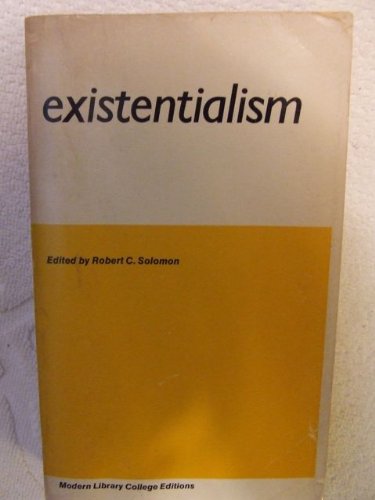 existentialism
Edited by Robert C. Solomon
Modern Library College Editions